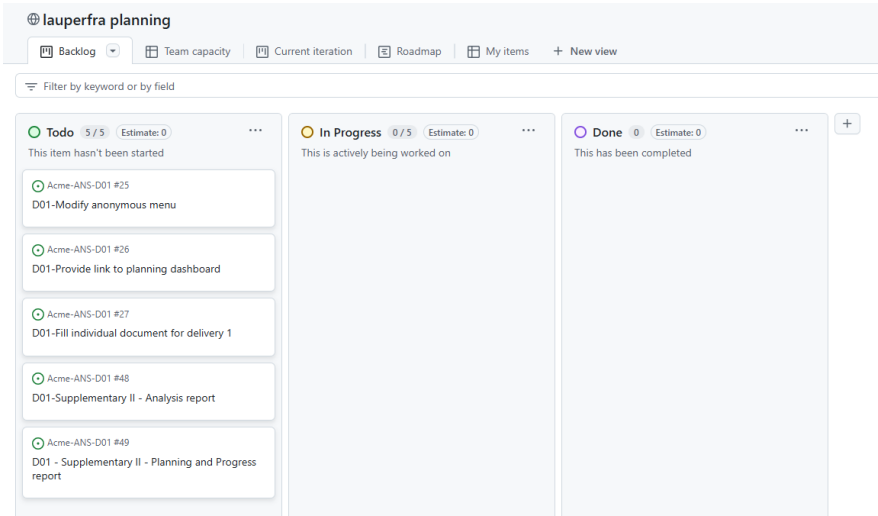 lauperfra planning
Backlog
Team capacity
Current iteration
Roadmap
My items
+ New view
Filter by keyword or by field
Todo 5 / 5 Estimate: 0
This item hasn't been started
Acme-ANS-D01 #25
D01-Modify anonymous menu
Acme-ANS-D01 #26
D01-Provide link to planning dashboard
Acme-ANS-D01 #27
D01-Fill individual document for delivery 1
Acme-ANS-D01 #48
D01-Supplementary II - Analysis report
Acme-ANS-D01 #49
D01 - Supplementary II - Planning and Progress
report
In Progress 0 / 5 Estimate: 0
This is actively being worked on
Done 0 Estimate: 0
This has been completed